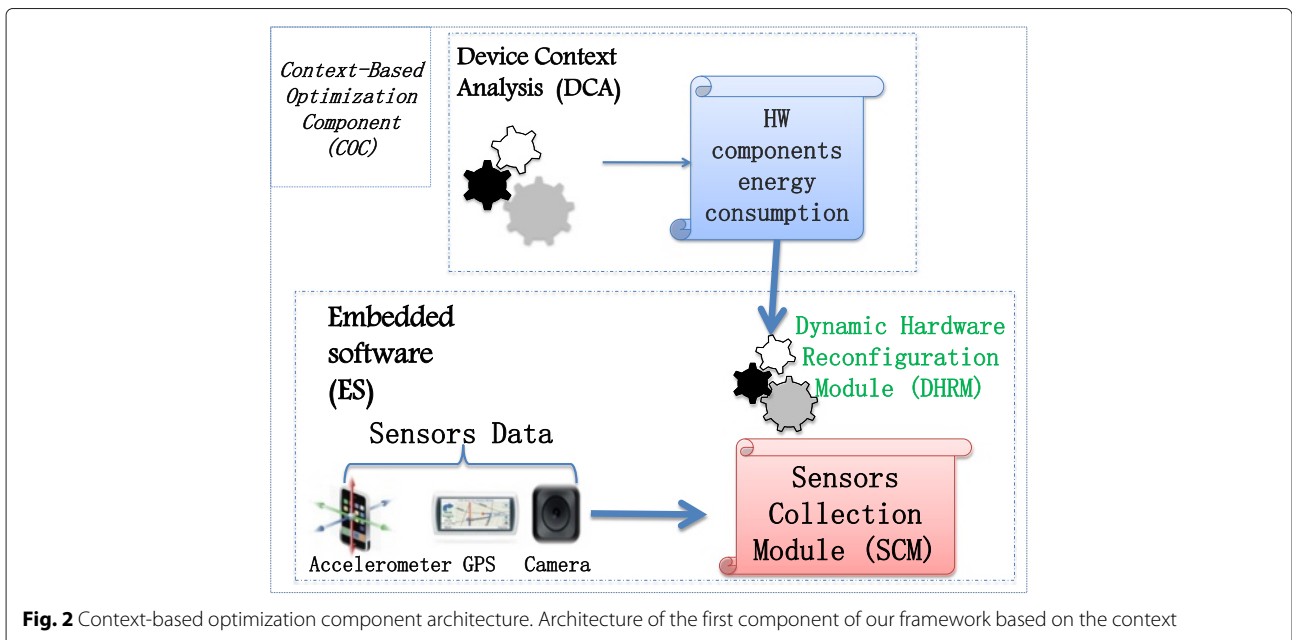 Context-Based
Optimization
Component
(COC)
Device Context
Analysis (DCA)
HW
components
energy
consumption
Embedded
software
(ES)
Dynamic Hardware
Reconfiguration
Module (DHRM)
Sensors Data
Accelerometer GPS Camera
Sensors
Collection
Module (SCM)
Fig. 2 Context-based optimization component architecture. Architecture of the first component of our framework based on the context